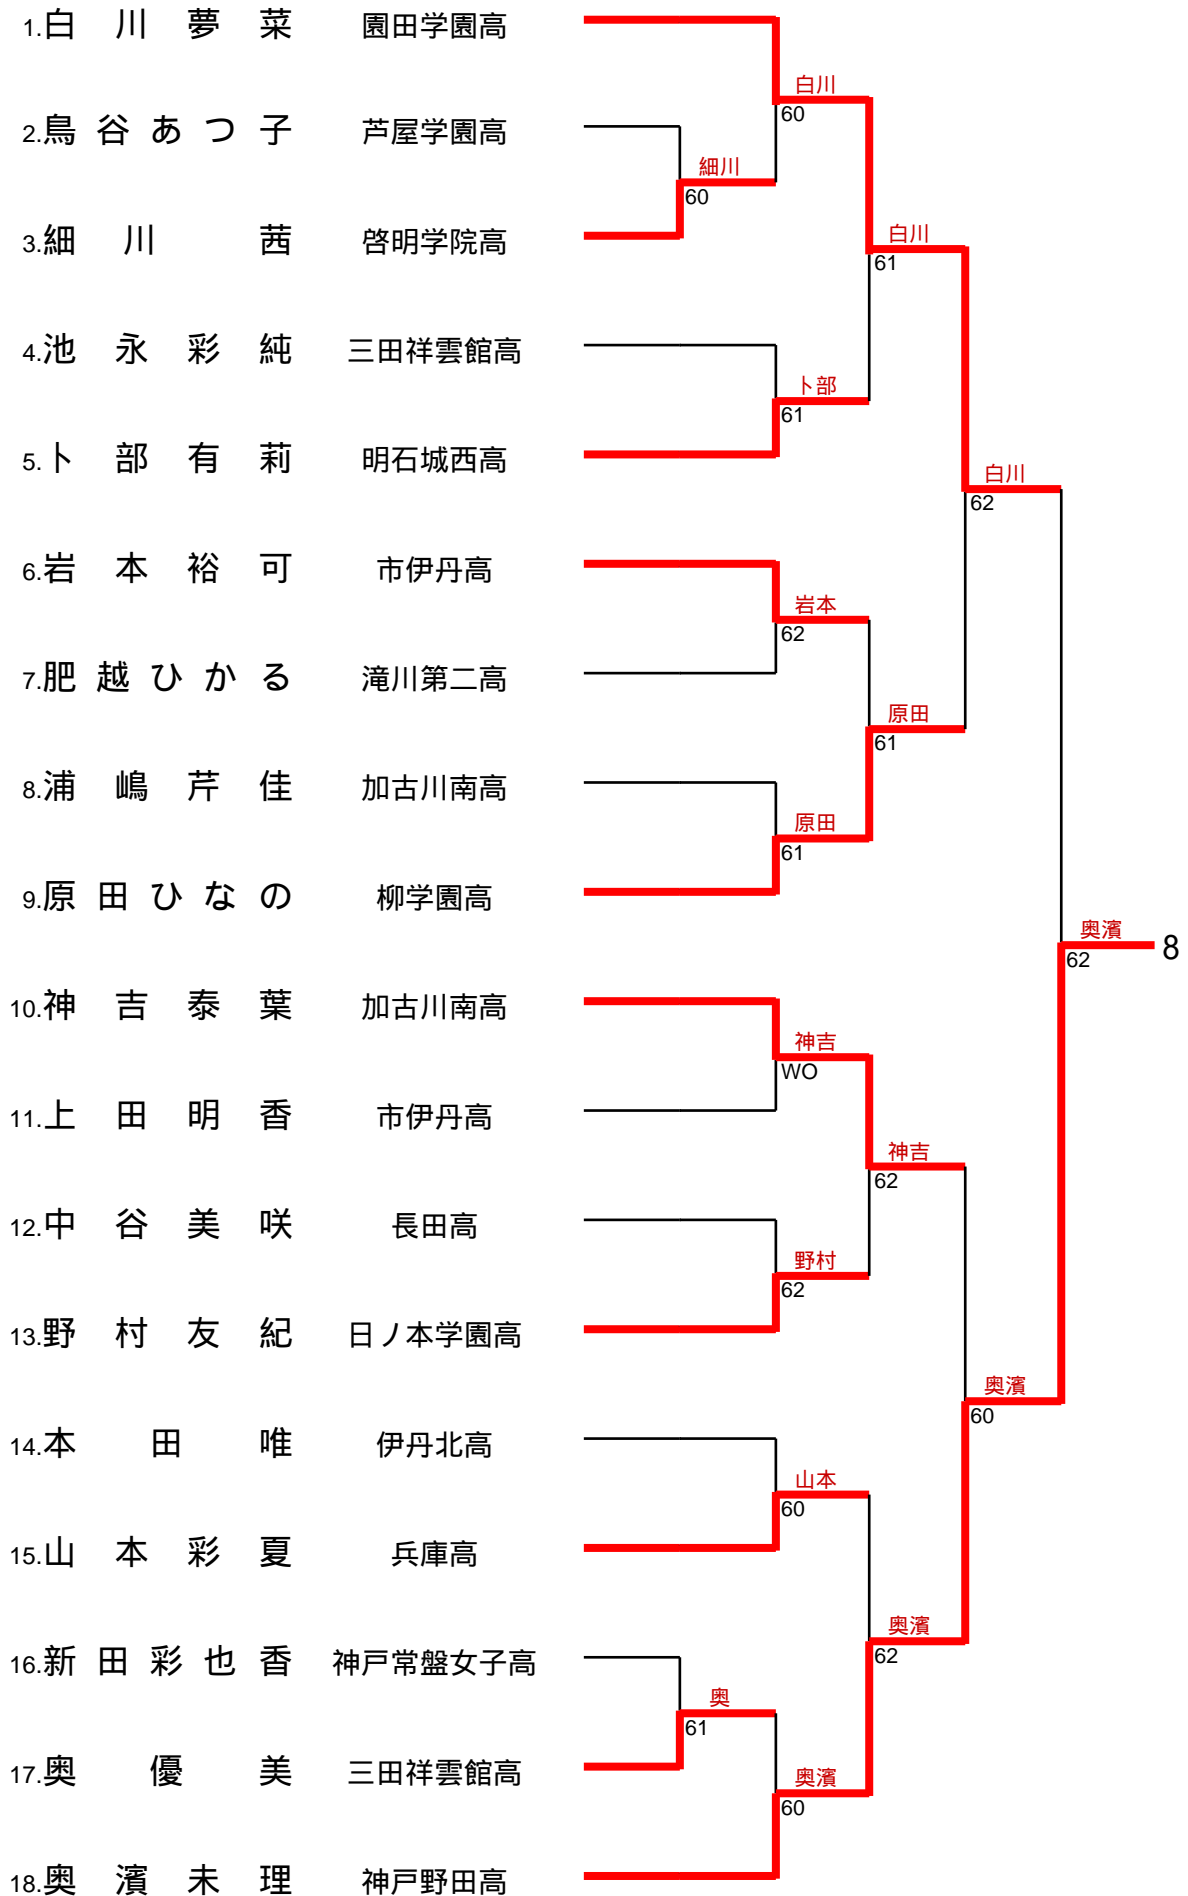 1.白川夢菜 園田学園高
白川
60
2.鳥谷あつ子 芦屋学園高
細川
60
3.細川茜 啓明学院高
白川
61
4.池永彩純 三田祥雲館高
卜部
61
5.卜部有莉 明石城西高
白川
62
6.岩本裕可 市伊丹高
岩本
62
7.肥越ひかる 滝川第二高
原田
61
8.浦嶋芹佳 加古川南高
原田
61
9.原田ひなの 柳学園高
奥濱 8
62
10.神吉泰葉 加古川南高
神吉
WO
11.上田明香 市伊丹高
神吉
62
12.中谷美咲 長田高
野村
62
13.野村友紀 日ノ本学園高
奥濱
60
14.本田唯 伊丹北高
山本
60
15.山本彩夏 兵庫高
奥濱
62
16.新田彩也香 神戸常盤女子高
奥
61
17.奥優美 三田祥雲館高
奥濱
60
18.奥濱未理 神戸野田高